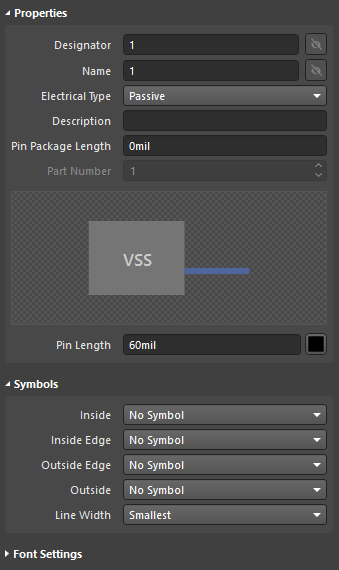 Properties
Designator 1
Name 1
Electrical Type Passive
Description
Pin Package Length 0mil
Part Number 1
VSS
Pin Length 60mil
Symbols
Inside No Symbol
Inside Edge No Symbol
Outside Edge No Symbol
Outside No Symbol
Line Width Smallest
Font Settings